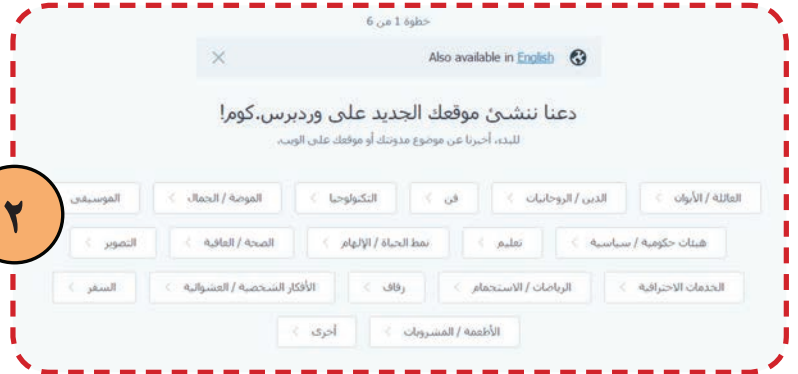 خطوة 1 من 6
Also available in English
دعنا ننشئ موقعك الجديد على وردبرس.كوم!
للبدء، أخبرنا عن موضوع مدونتك أو موقعك على الويب.
العائلة / الأبوان
الدين / الروحانيات
فن
التكنولوجيا
الموضة / الجمال
الموسيقى
هيئات حكومية / سياسية
تعليم
نمط الحياة / الإلهام
الصحة / العافية
التصوير
الخدمات الاحترافية
الرياضات / الاستجمام
زفاف
الأفكار الشخصية / العشوائية
السفر
الأطعمة / المشروبات
أخرى
٢